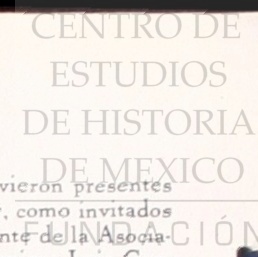 CENTRO DE
ESTUDIOS
DE HISTORIA
DE MEXICO
FUNDACIÓN
vieron presentes
, como invitados
nte de la Asocia-